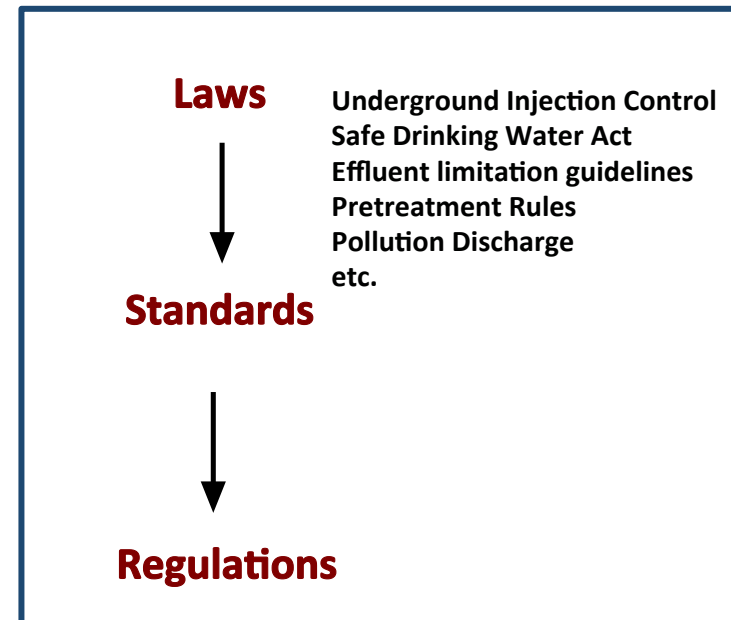 Laws
Underground Injection Control
Safe Drinking Water Act
Effluent limitation guidelines
Pretreatment Rules
Pollution Discharge
etc.
Standards
Regulations